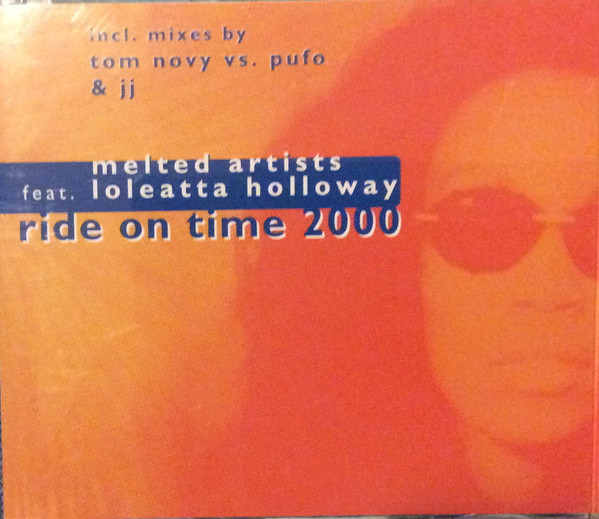 incl. mixes by
tom novy vs. pufo
& jj
melted artists
feat. loleatta holloway
ride on time 2000